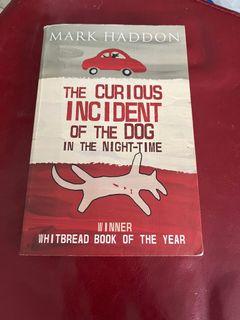 MARK HADDON
THE CURIOUS
INCIDENT
OF THE DOG
IN THE NIGHT-TIME
WINNER
WHITBREAD BOOK OF THE YEAR